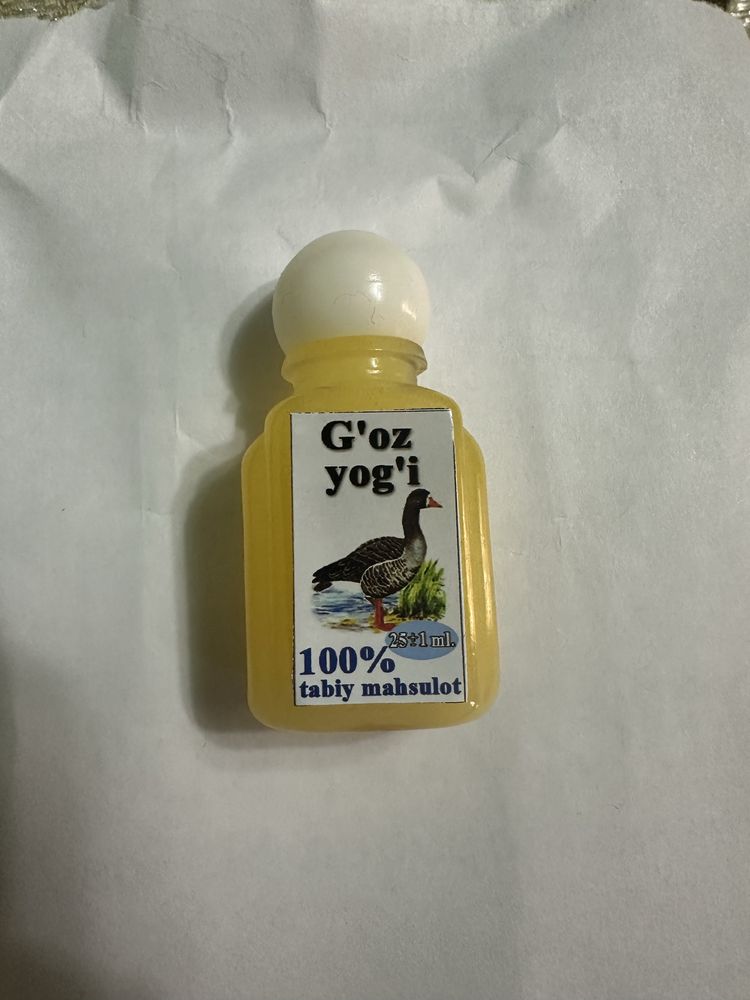 G'oz
yog'i
25±1 ml.
100%
tabiy mahsulot